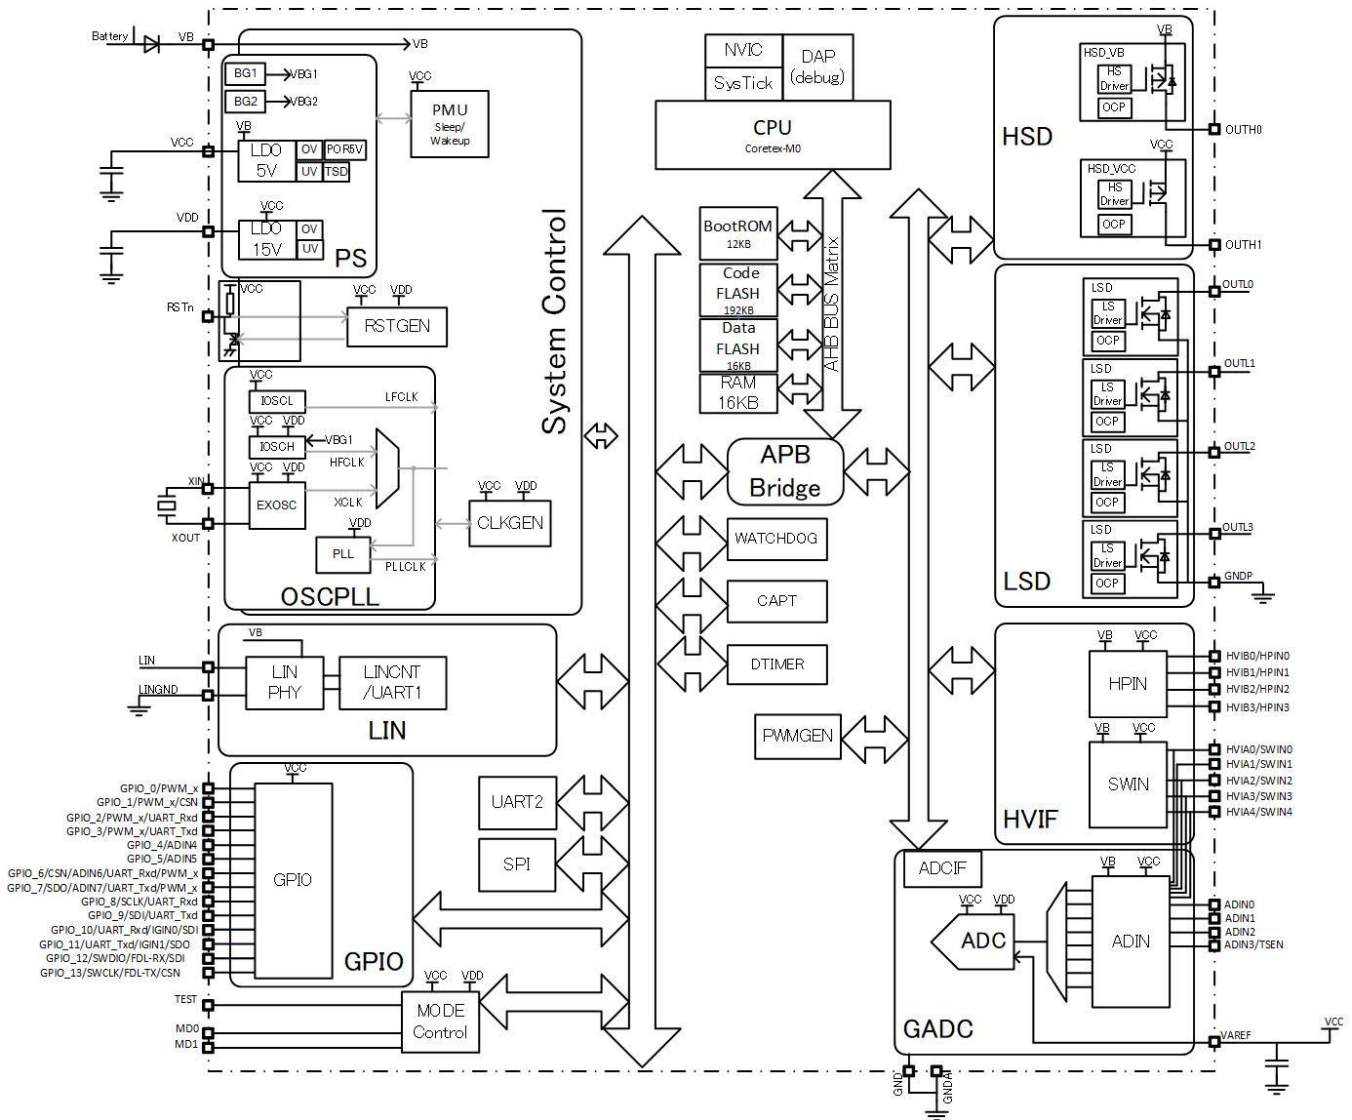 Battery
VB
VB
BG1
VBG1
BG2
VBG2
VCC
PMU
Sleep/
Wakeup
VCC
VB
LDO
5V
OV
POR5V
UV
TSD
VDD
VCC
LDO
15V
OV
UV
PS
System Control
RSTn
VCC
VCC
VDD
RSTGEN
VCC
IOSCL
LFCLK
VCC
VDD
IOSCH
VBG1
HFCLK
VCC
VDD
EXOSC
XCLK
XIN
XOUT
VDD
PLL
PLLCLK
VCC
VDD
CLKGEN
OSCPLL
NVIC
SysTick
DAP
(debug)
CPU
Coretex-M0
BootROM
12KB
Code
FLASH
192KB
Data
FLASH
16KB
RAM
16KB
AHB BUS Matrix
APB
Bridge
WATCHDOG
CAPT
DTIMER
PWMGEN
VB
HSD_VB
HS
Driver
OCP
OUTH0
HSD
VCC
HSD_VCC
HS
Driver
OCP
OUTH1
LSD
LS
Driver
OCP
OUTL0
LSD
LS
Driver
OCP
OUTL1
LSD
LS
Driver
OCP
OUTL2
LSD
LS
Driver
OCP
OUTL3
GNDP
LSD
LIN
LINGND
VB
LIN
PHY
LINCNT
/UART1
LIN
VB
VCC
HPIN
HVIB0/HPIN0
HVIB1/HPIN1
HVIB2/HPIN2
HVIB3/HPIN3
VB
VCC
SWIN
HVIA0/SWIN0
HVIA1/SWIN1
HVIA2/SWIN2
HVIA3/SWIN3
HVIA4/SWIN4
HVIF
GPIO_0/PWM_x
GPIO_1/PWM_x/CSN
GPIO_2/PWM_x/UART_Rxd
GPIO_3/PWM_x/UART_Txd
GPIO_4/ADIN4
GPIO_5/ADIN5
GPIO_6/CSN/ADIN6/UART_Rxd/PWM_x
GPIO_7/SDO/ADIN7/UART_Txd/PWM_x
GPIO_8/SCLK/UART_Rxd
GPIO_9/SDI/UART_Txd
GPIO_10/UART_Rxd/IGIN0/SDI
GPIO_11/UART_Txd/IGIN1/SDO
GPIO_12/SWDIO/FDL-RX/SDI
GPIO_13/SWCLK/FDL-TX/CSN
VCC
GPIO
GPIO
UART2
SPI
TEST
MD0
MD1
VCC
VDD
MODE
Control
ADCIF
VCC
VDD
ADC
VB
VCC
ADIN
ADIN0
ADIN1
ADIN2
ADIN3/TSEN
GADC
VAREF
VCC
GND
GNDA